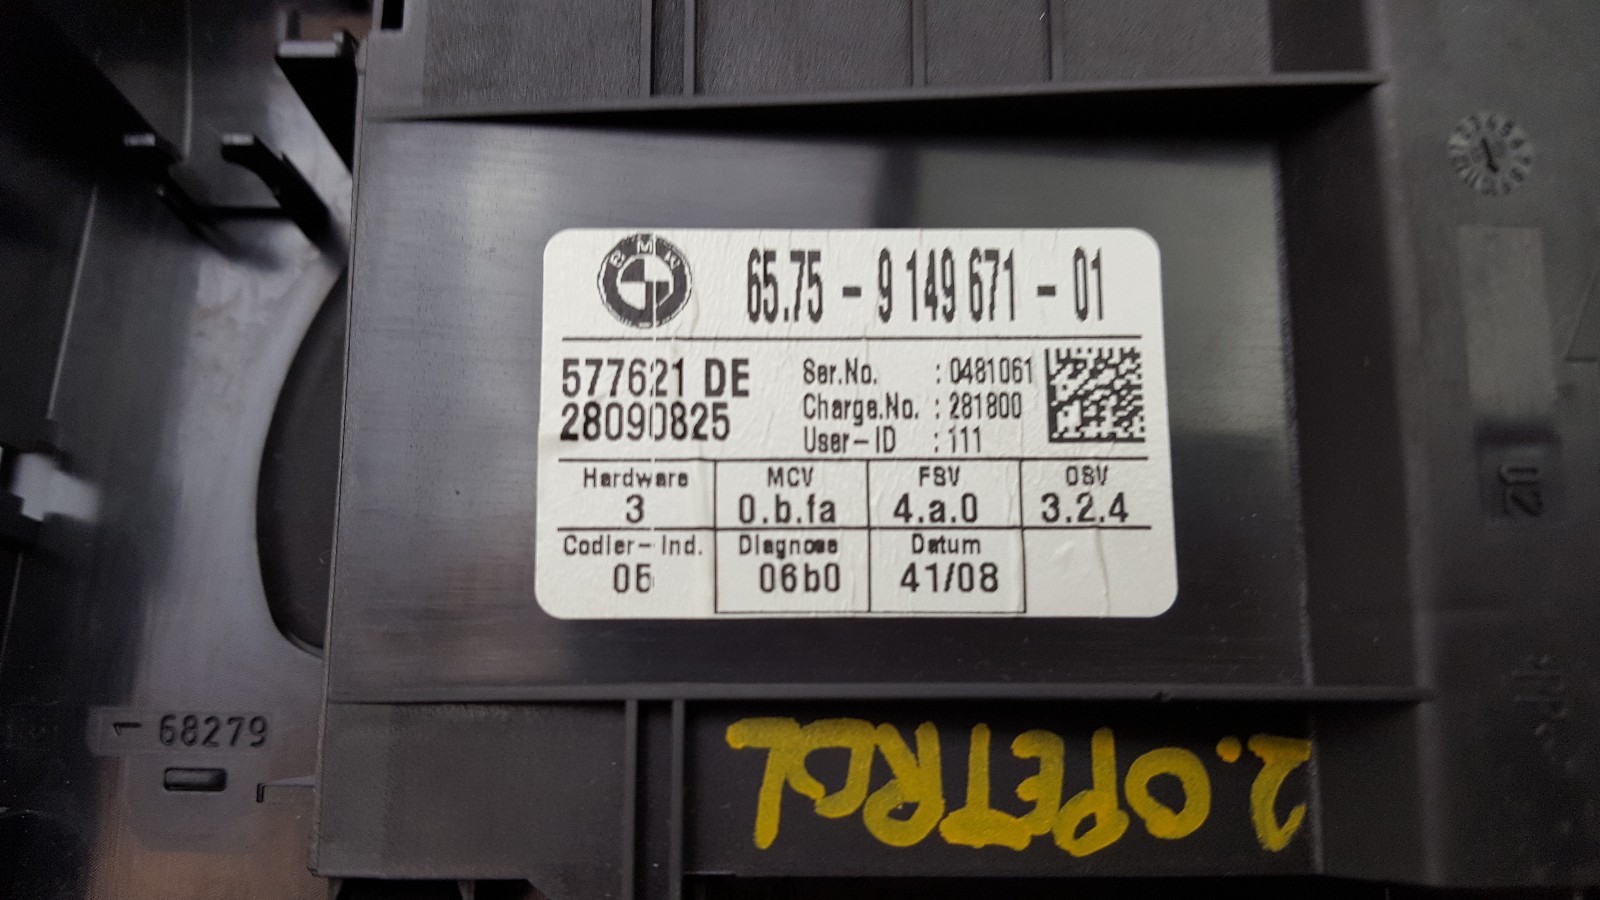 BMW
65.75 - 9 149 671 - 01
577621 DE
28090825
Ser.No. : 0481061
Charge.No. : 281800
User-ID : 111
Hardware
3
MCV
0.b.fa
FSV
4.a.0
OSV
3.2.4
Codier-Ind.
Diagnose
06b0
Datum
41/08
1 68279
02
2.0PETROL